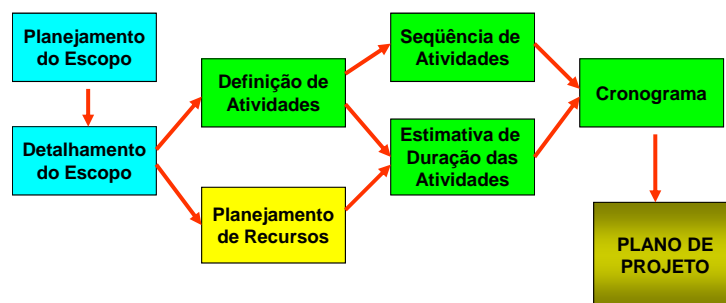 Planejamento
do Escopo
Detalhamento
do Escopo
Definição de
Atividades
Planejamento
de Recursos
Seqüência de
Atividades
Estimativa de
Duração das
Atividades
Cronograma
PLANO DE
PROJETO